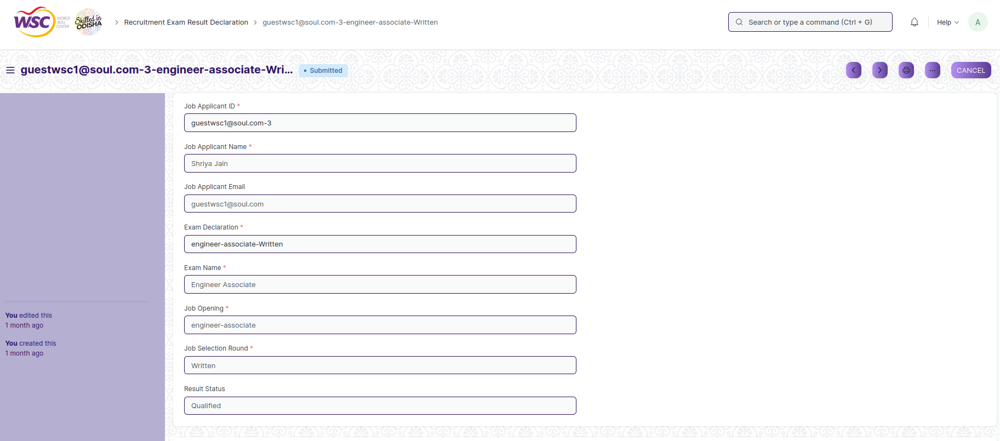 WSC WORLD SKILL CENTER Skilled in ODISHA > Recruitment Exam Result Declaration > guestwsc1@soul.com-3-engineer-associate-Written Search or type a command (Ctrl + G) Help A
guestwsc1@soul.com-3-engineer-associate-Wri... • Submitted ... CANCEL
Job Applicant ID *
guestwsc1@soul.com-3
Job Applicant Name *
Shriya Jain
Job Applicant Email
guestwsc1@soul.com
Exam Declaration *
engineer-associate-Written
Exam Name *
Engineer Associate
Job Opening *
engineer-associate
Job Selection Round *
Written
Result Status
Qualified
You edited this
1 month ago
You created this
1 month ago